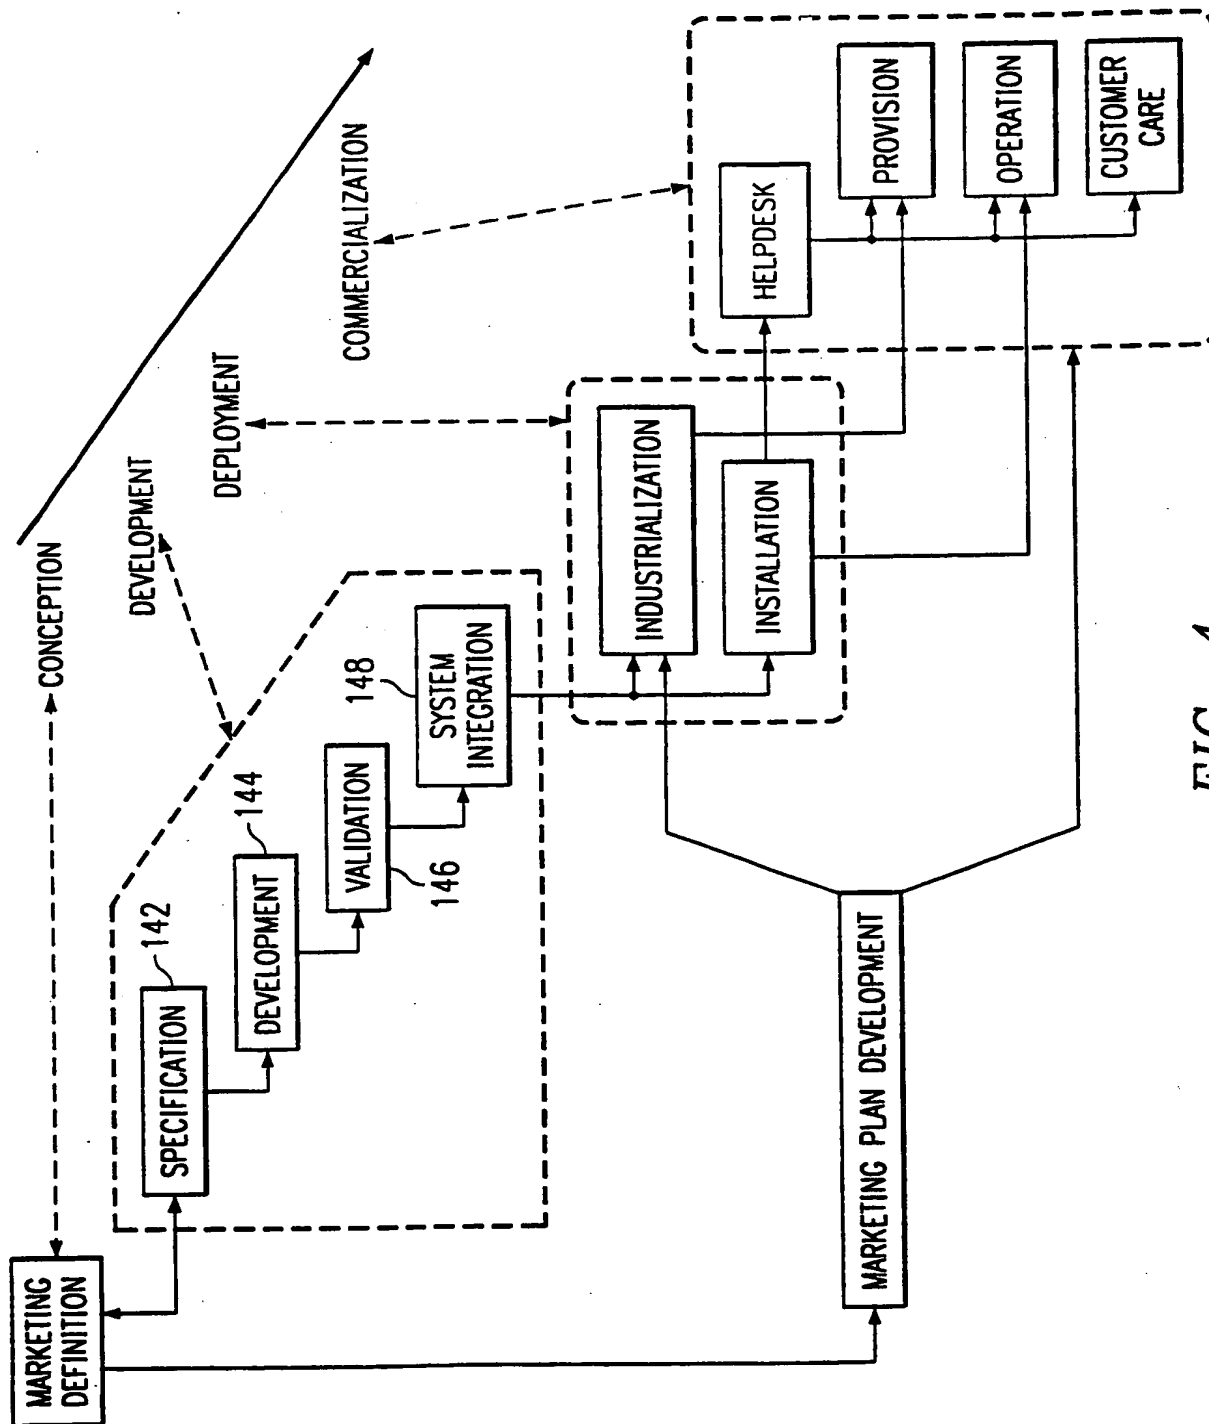 CONCEPTION
DEVELOPMENT
DEPLOYMENT
COMMERCIALIZATION
MARKETING
DEFINITION
SPECIFICATION
142
DEVELOPMENT
144
VALIDATION
146
SYSTEM
INTEGRATION
148
INDUSTRIALIZATION
INSTALLATION
HELPDESK
PROVISION
OPERATION
CUSTOMER
CARE
MARKETING PLAN DEVELOPMENT
FIG. 4